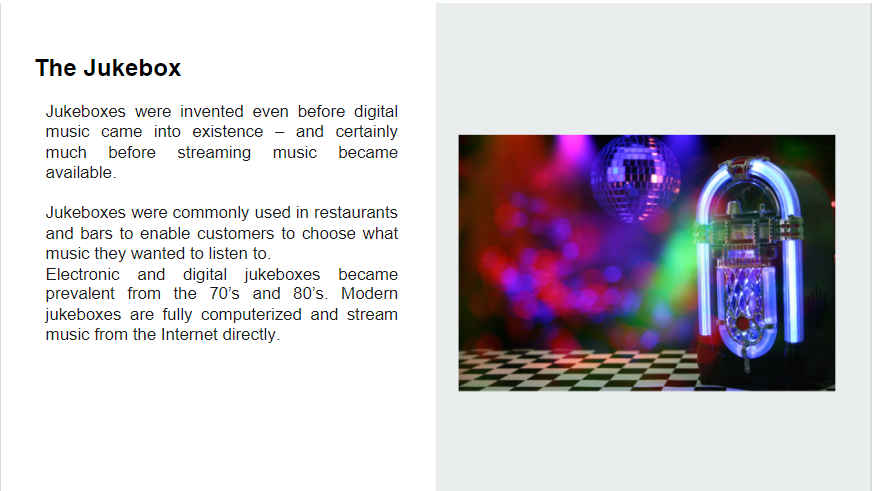 The Jukebox
Jukeboxes were invented even before digital
music came into existence – and certainly
much before streaming music became
available.
Jukeboxes were commonly used in restaurants
and bars to enable customers to choose what
music they wanted to listen to.
Electronic and digital jukeboxes became
prevalent from the 70’s and 80’s. Modern
jukeboxes are fully computerized and stream
music from the Internet directly.